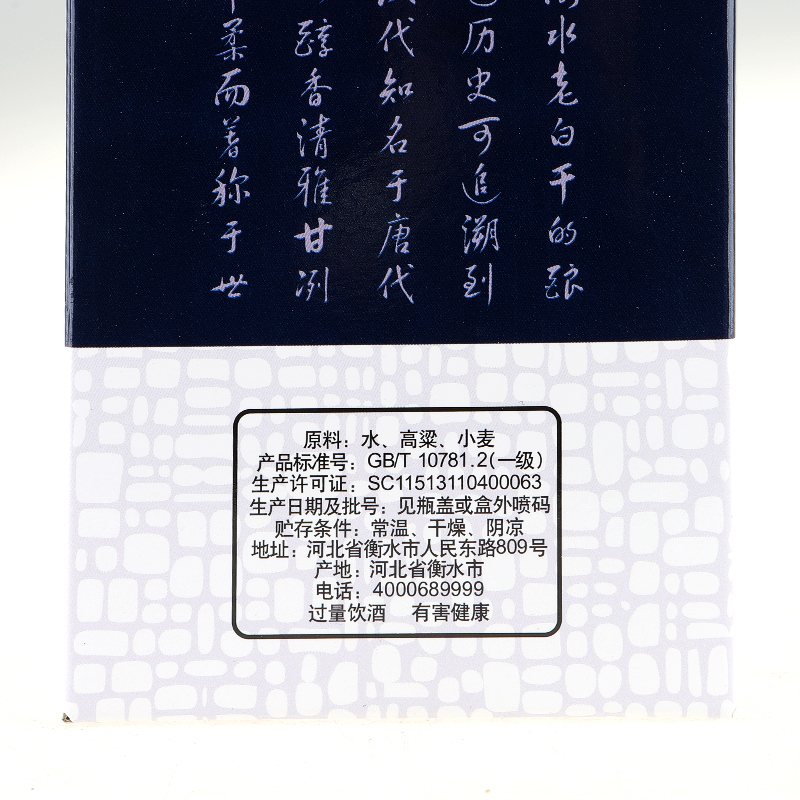 衡水老白干的酿
历史可追溯到
汉代知名于唐代
醇香清雅甘冽
柔而著称于世
原料：水、高粱、小麦
产品标准号：GB/T 10781.2(一级)
生产许可证：SC11513110400063
生产日期及批号：见瓶盖或盒外喷码
贮存条件：常温、干燥、阴凉
地址：河北省衡水市人民东路809号
产地：河北省衡水市
电话：4000689999
过量饮酒 有害健康